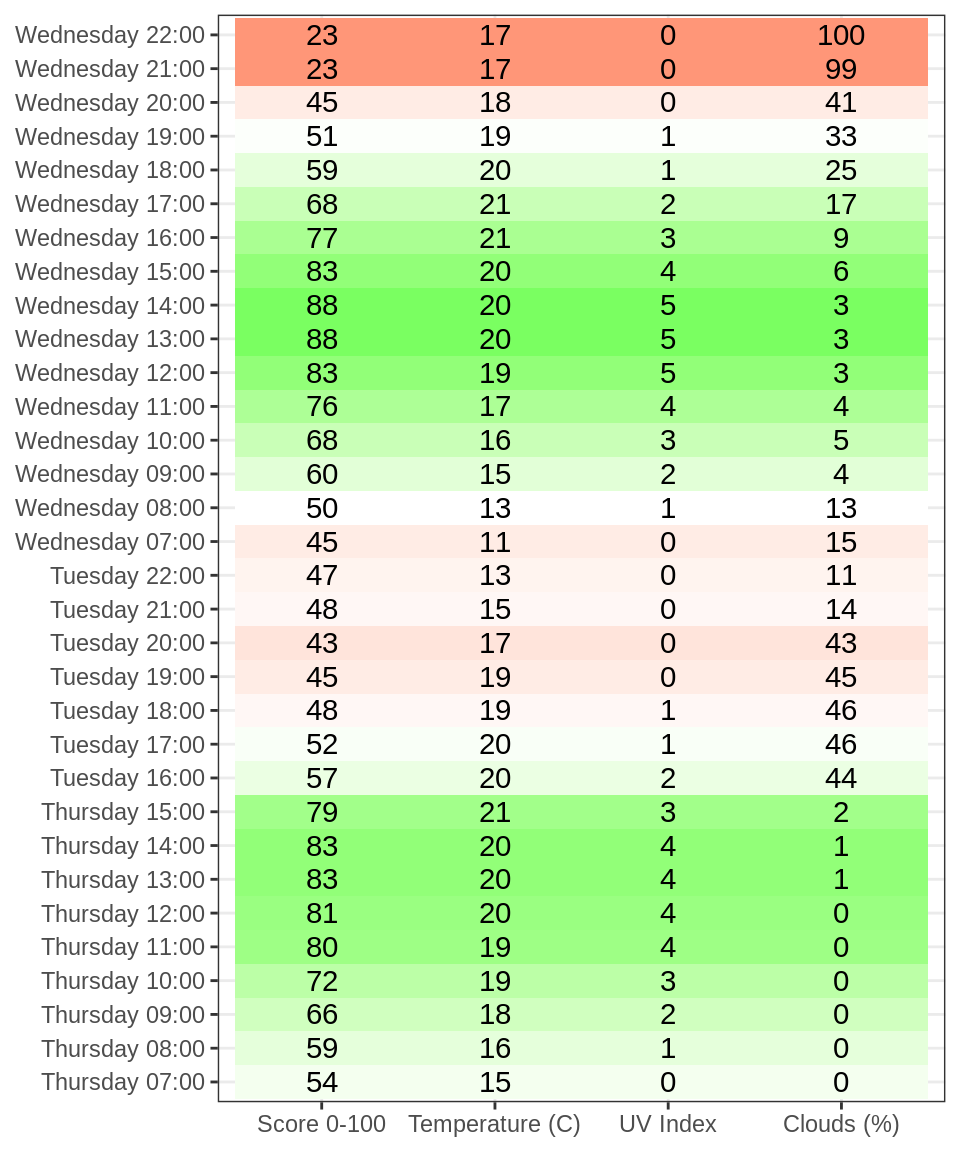 Wednesday 22:00 23 17 0 100
Wednesday 21:00 23 17 0 99
Wednesday 20:00 45 18 0 41
Wednesday 19:00 51 19 1 33
Wednesday 18:00 59 20 1 25
Wednesday 17:00 68 21 2 17
Wednesday 16:00 77 21 3 9
Wednesday 15:00 83 20 4 6
Wednesday 14:00 88 20 5 3
Wednesday 13:00 88 20 5 3
Wednesday 12:00 83 19 5 3
Wednesday 11:00 76 17 4 4
Wednesday 10:00 68 16 3 5
Wednesday 09:00 60 15 2 4
Wednesday 08:00 50 13 1 13
Wednesday 07:00 45 11 0 15
Tuesday 22:00 47 13 0 11
Tuesday 21:00 48 15 0 14
Tuesday 20:00 43 17 0 43
Tuesday 19:00 45 19 0 45
Tuesday 18:00 48 19 1 46
Tuesday 17:00 52 20 1 46
Tuesday 16:00 57 20 2 44
Thursday 15:00 79 21 3 2
Thursday 14:00 83 20 4 1
Thursday 13:00 83 20 4 1
Thursday 12:00 81 20 4 0
Thursday 11:00 80 19 4 0
Thursday 10:00 72 19 3 0
Thursday 09:00 66 18 2 0
Thursday 08:00 59 16 1 0
Thursday 07:00 54 15 0 0
Score 0-100 Temperature (C) UV Index Clouds (%)